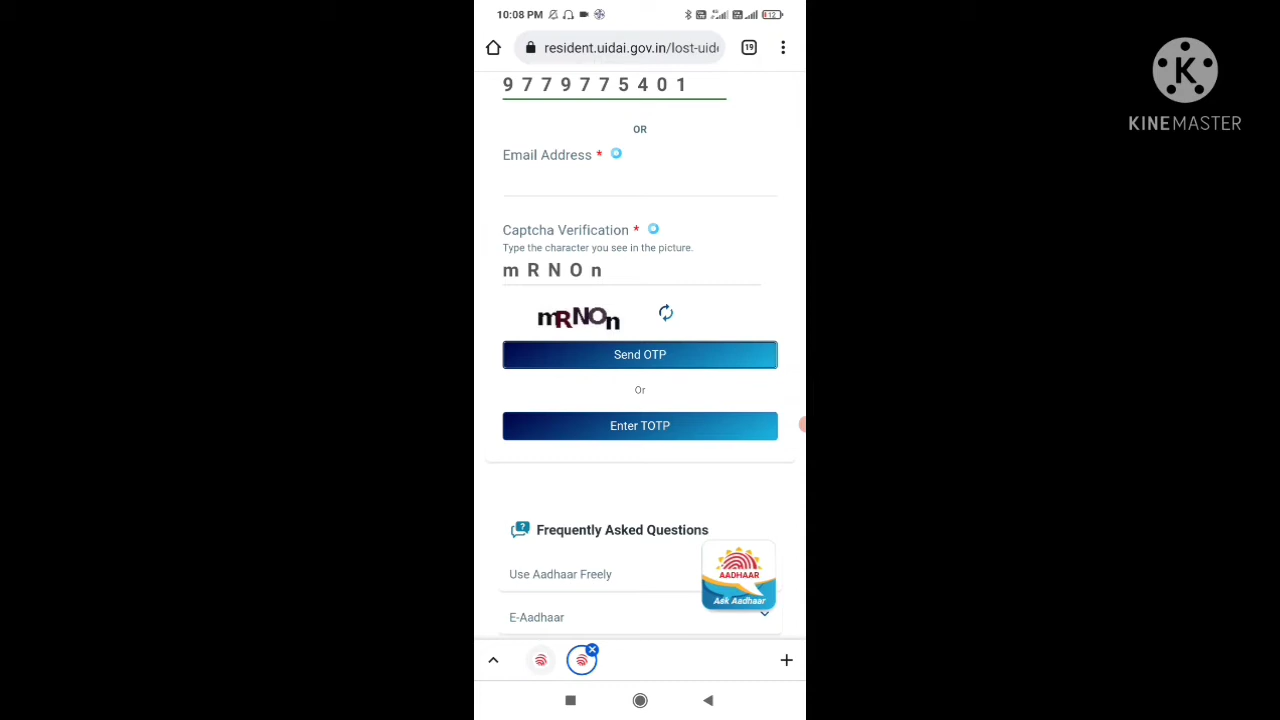 10:08 PM
12
resident.uidai.gov.in/lost-uid
19
9779775401
OR
Email Address *
Captcha Verification *
Type the character you see in the picture.
mRNOn
mRNOn
Send OTP
Or
Enter TOTP
Frequently Asked Questions
Use Aadhaar Freely
AADHAAR
Ask Aadhaar
E-Aadhaar
K
KINEMASTER